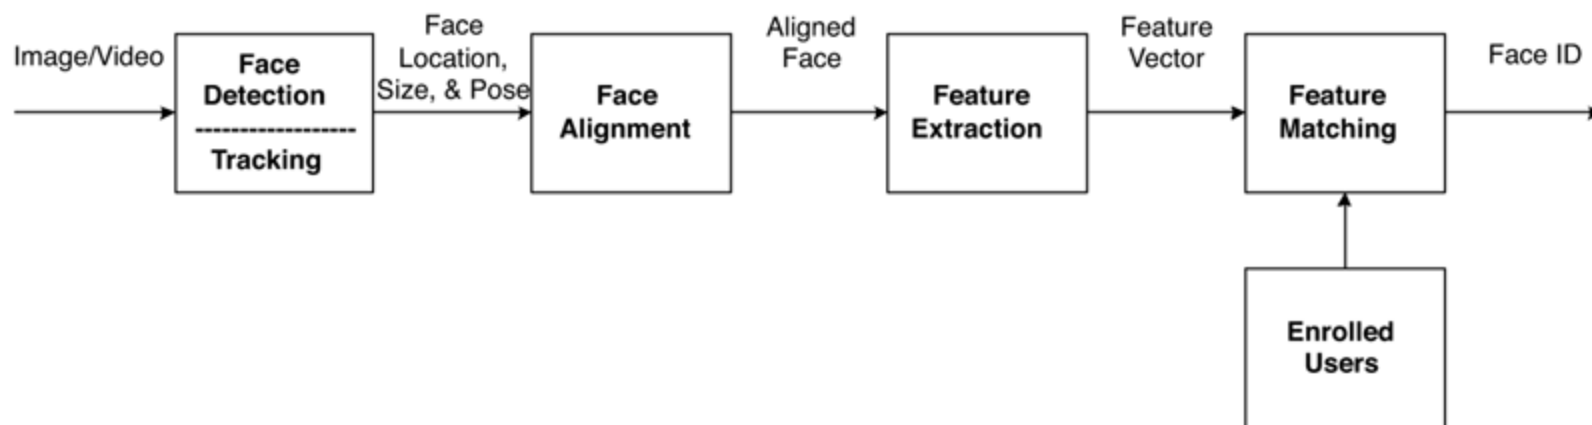 Image/Video
Face
Detection
Tracking
Face
Location,
Size, & Pose
Face
Alignment
Aligned
Face
Feature
Extraction
Feature
Vector
Feature
Matching
Face ID
Enrolled
Users